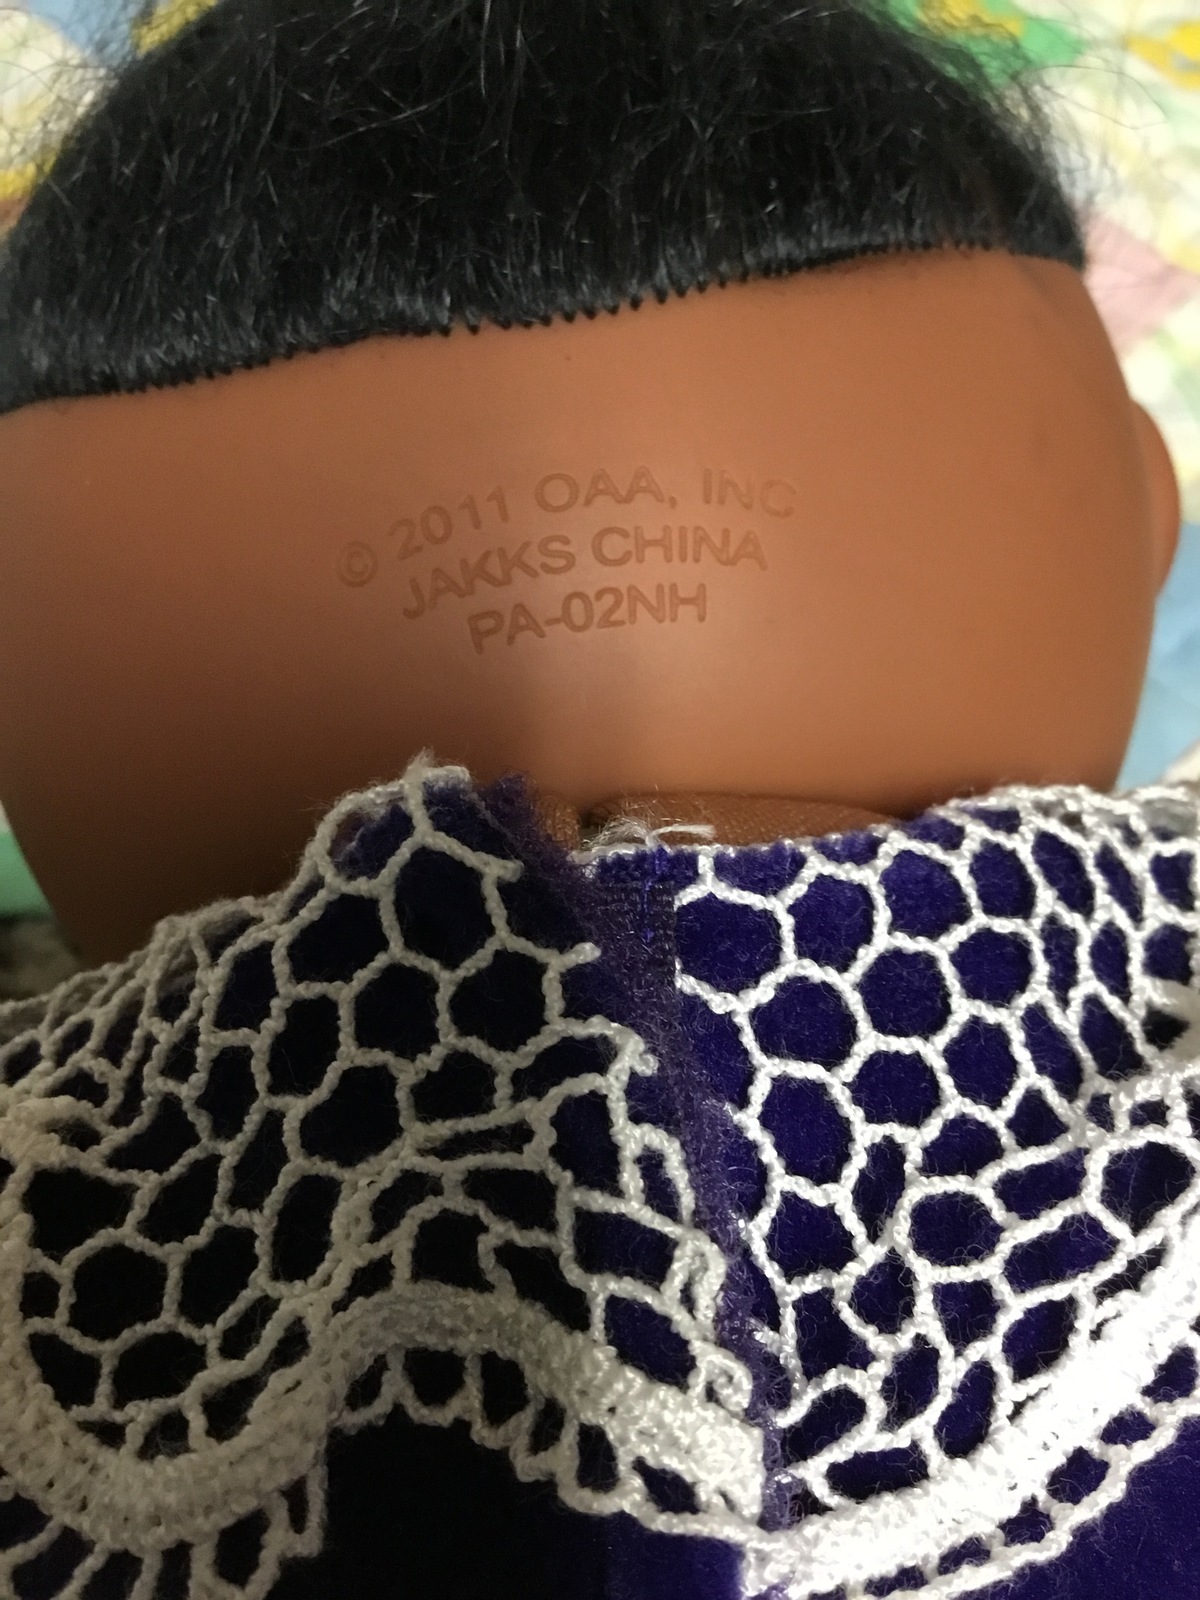 © 2011 OAA, INC
JAKKS CHINA
PA-02NH